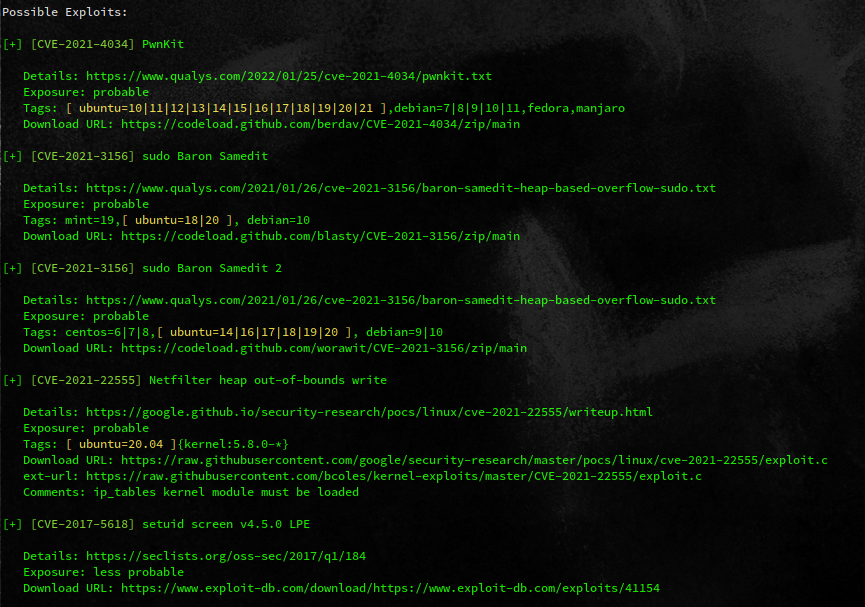 Possible Exploits:
[+] [CVE-2021-4034] PwnKit
Details: https://www.qualys.com/2022/01/25/cve-2021-4034/pwnkit.txt
Exposure: probable
Tags: [ ubuntu=10|11|12|13|14|15|16|17|18|19|20|21 ],debian=7|8|9|10|11,fedora,manjaro
Download URL: https://codeload.github.com/berdav/CVE-2021-4034/zip/main
[+] [CVE-2021-3156] sudo Baron Samedit
Details: https://www.qualys.com/2021/01/26/cve-2021-3156/baron-samedit-heap-based-overflow-sudo.txt
Exposure: probable
Tags: mint=19,[ ubuntu=18|20 ], debian=10
Download URL: https://codeload.github.com/blasty/CVE-2021-3156/zip/main
[+] [CVE-2021-3156] sudo Baron Samedit 2
Details: https://www.qualys.com/2021/01/26/cve-2021-3156/baron-samedit-heap-based-overflow-sudo.txt
Exposure: probable
Tags: centos=6|7|8,[ ubuntu=14|16|17|18|19|20 ], debian=9|10
Download URL: https://codeload.github.com/worawit/CVE-2021-3156/zip/main
[+] [CVE-2021-22555] Netfilter heap out-of-bounds write
Details: https://google.github.io/security-research/pocs/linux/cve-2021-22555/writeup.html
Exposure: probable
Tags: [ ubuntu=20.04 ]{kernel:5.8.0-*}
Download URL: https://raw.githubusercontent.com/google/security-research/master/pocs/linux/cve-2021-22555/exploit.c
ext-url: https://raw.githubusercontent.com/bcoles/kernel-exploits/master/CVE-2021-22555/exploit.c
Comments: ip_tables kernel module must be loaded
[+] [CVE-2017-5618] setuid screen v4.5.0 LPE
Details: https://seclists.org/oss-sec/2017/q1/184
Exposure: less probable
Download URL: https://www.exploit-db.com/download/https://www.exploit-db.com/exploits/41154